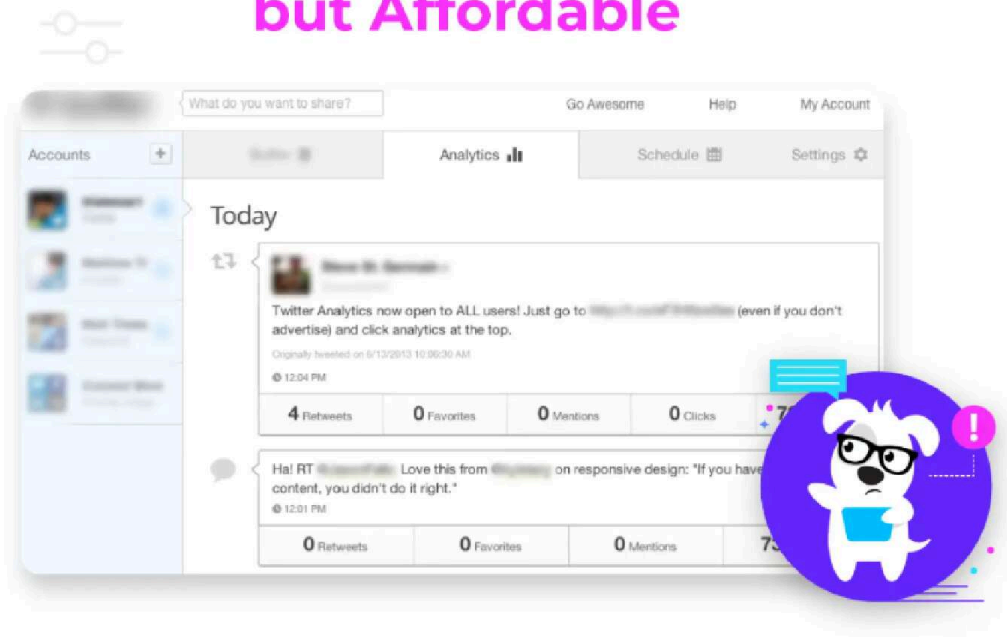 but Affordable
What do you want to share?
Go Awesome
Help
My Account
Accounts
+
Analytics
Schedule
Settings
Today
Twitter Analytics now open to ALL users! Just go to (even if you don't
advertise) and click analytics at the top.
Originally tweeted on 6/13/2013 10:06:30 AM
12:04 PM
4 Retweets
0 Favorites
0 Mentions
0 Clicks
!
Ha! RT Love this from on responsive design: "If you have
content, you didn't do it right."
12:01 PM
0 Retweets
0 Favorites
0 Mentions